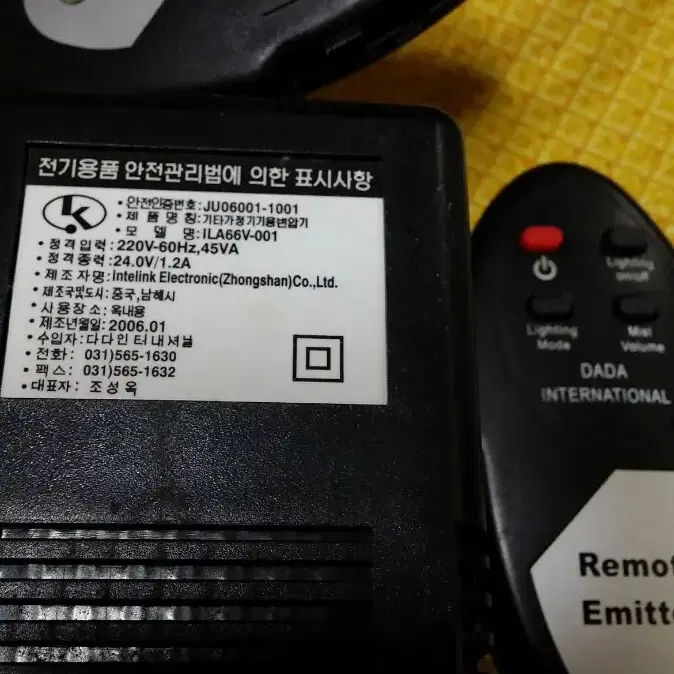 전기용품 안전관리법에 의한 표시사항
• 안전인증번호:JU06001-1001
• 제 품 명 칭:기타가정기기용변압기
• 모 델 명:ILA66V-001
• 정격입력:220V-60Hz,45VA
• 정격종력:24.0V/1.2A
• 제조자명:Intelink Electronic(Zhongshan)Co.,Ltd.
• 제조국및도시:중국,남혜시
• 사용장소:옥내용
• 제조년월일:2006.01
• 수입자:다다인터내셔널
• 전화: 031)565-1630
• 팩스: 031)565-1632
• 대표자: 조성옥
Lighting
on/off
Lighting
Mode
Mist
Volume
DADA
INTERNATIONAL
Remot
Emitte